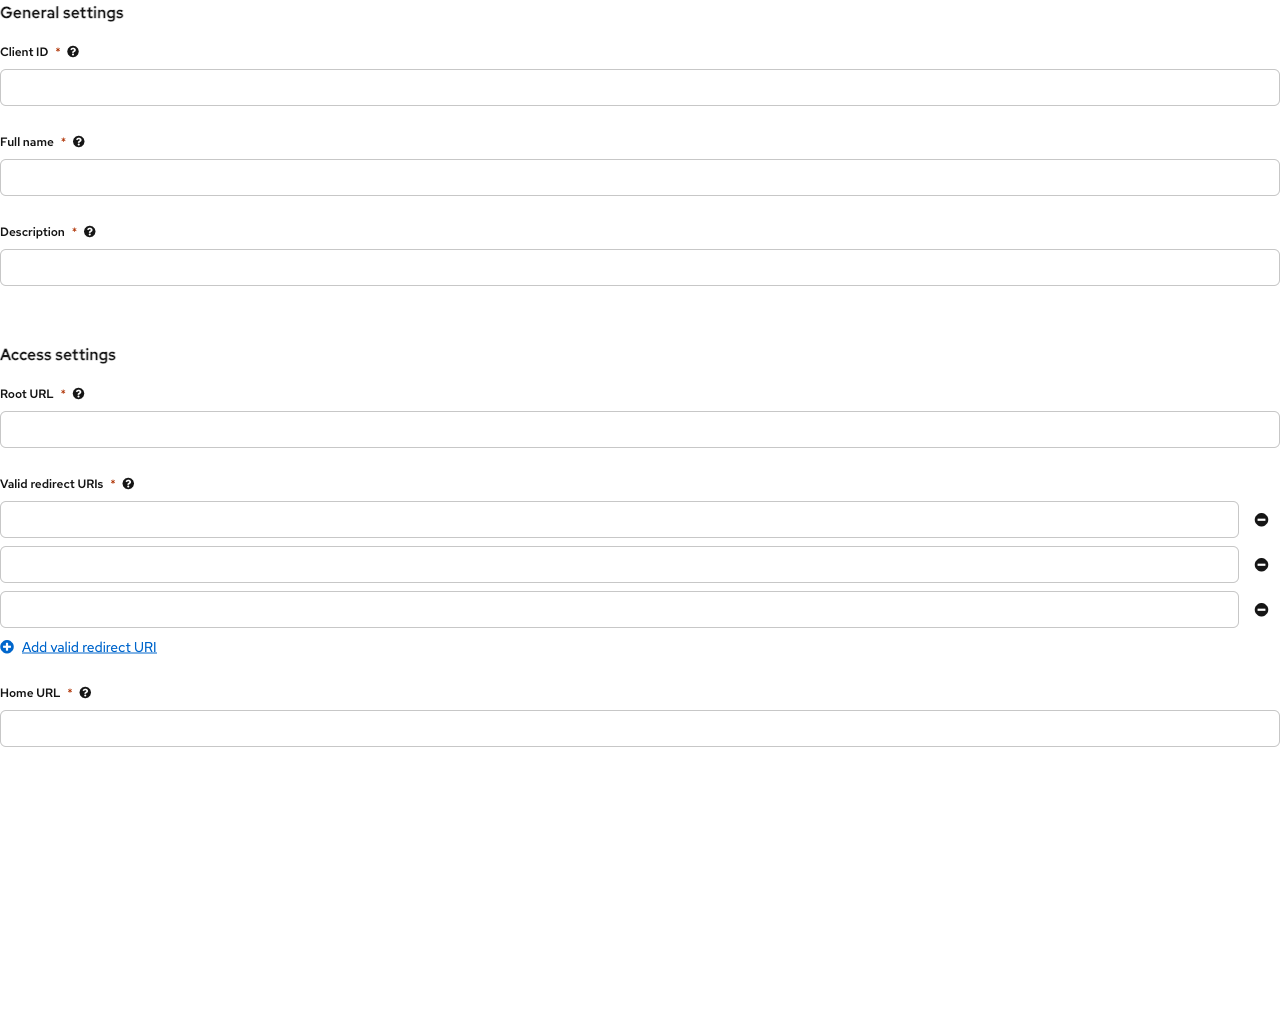 General settings
Client ID *
Full name *
Description *
Access settings
Root URL *
Valid redirect URIs *
Add valid redirect URI
Home URL *